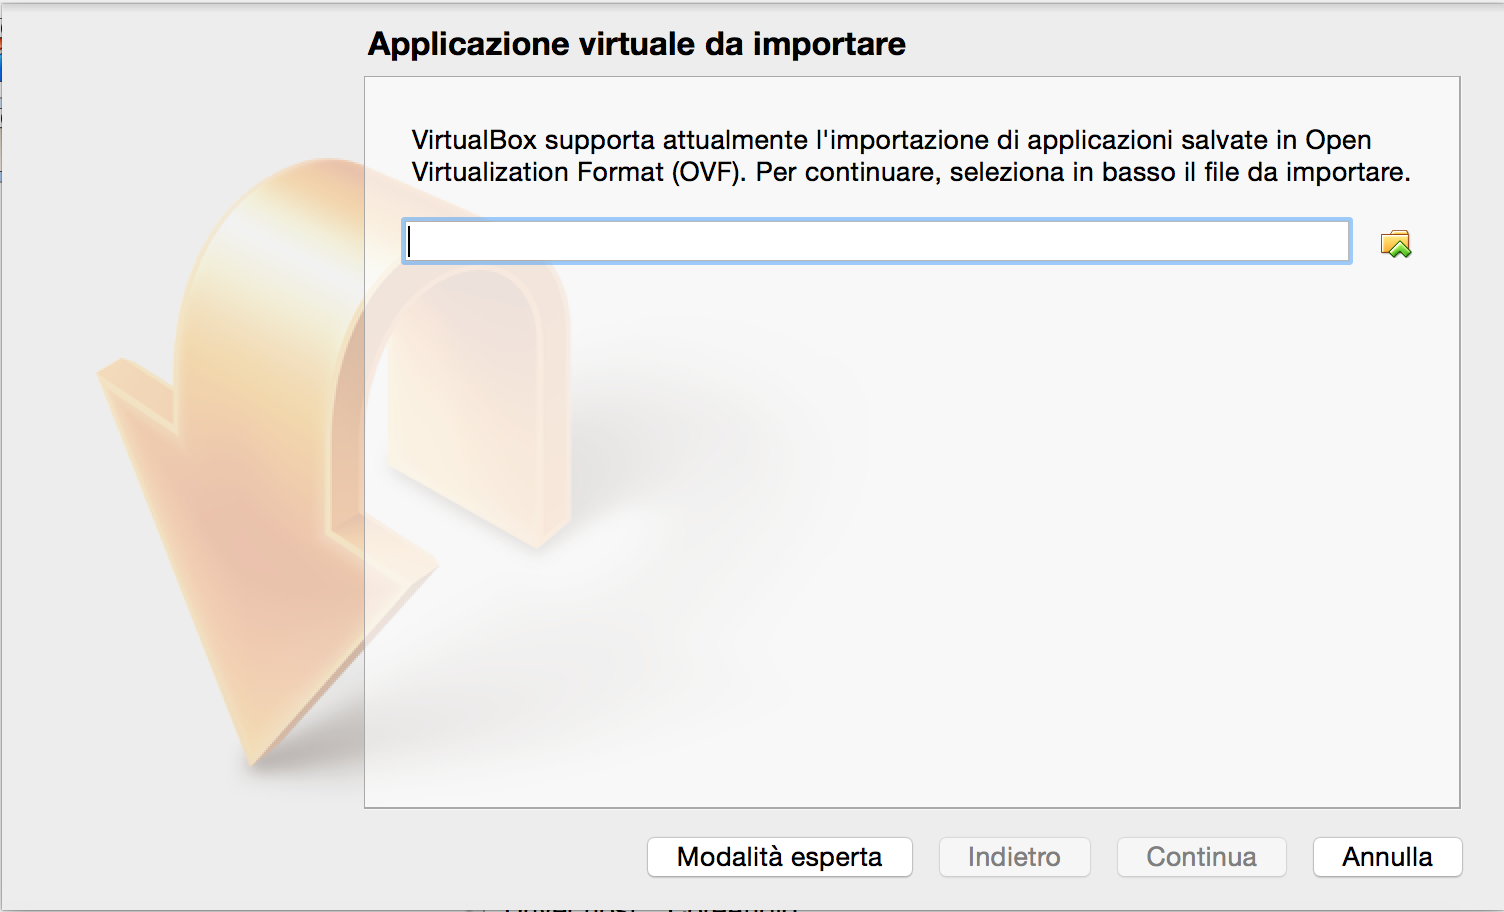 Applicazione virtuale da importare
VirtualBox supporta attualmente l'importazione di applicazioni salvate in Open
Virtualization Format (OVF). Per continuare, seleziona in basso il file da importare.
Modalità esperta
Indietro
Continua
Annulla